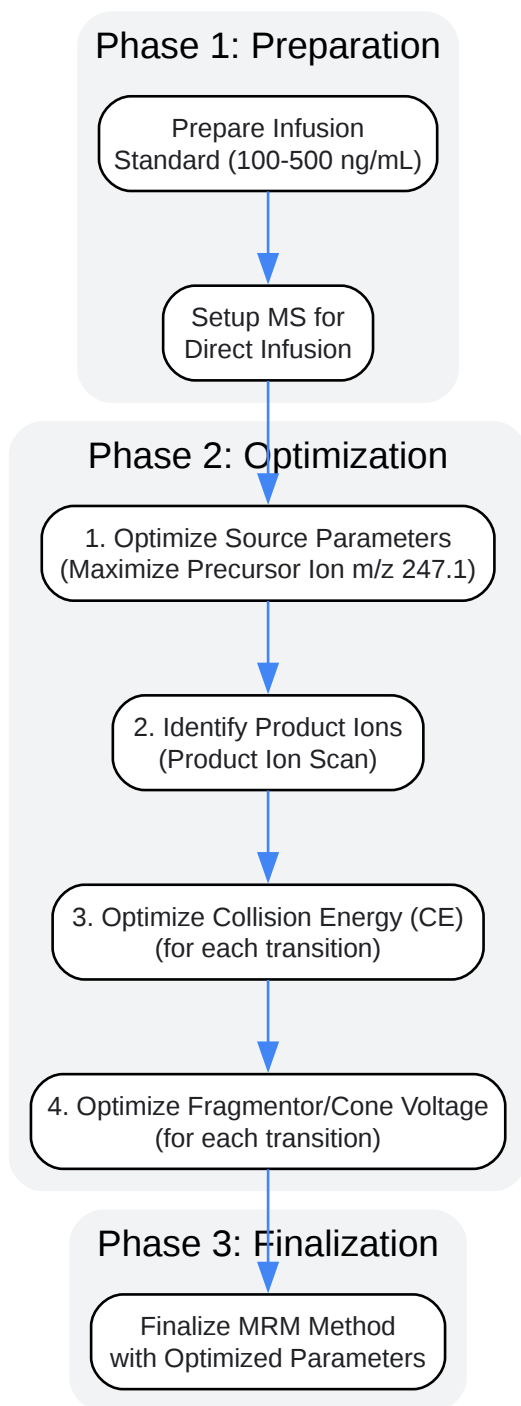 Phase 1: Preparation
Prepare Infusion
Standard (100-500 ng/mL)
Setup MS for
Direct Infusion
Phase 2: Optimization
1. Optimize Source Parameters
(Maximize Precursor Ion m/z 247.1)
2. Identify Product Ions
(Product Ion Scan)
3. Optimize Collision Energy (CE)
(for each transition)
4. Optimize Fragmentor/Cone Voltage
(for each transition)
Phase 3: Finalization
Finalize MRM Method
with Optimized Parameters